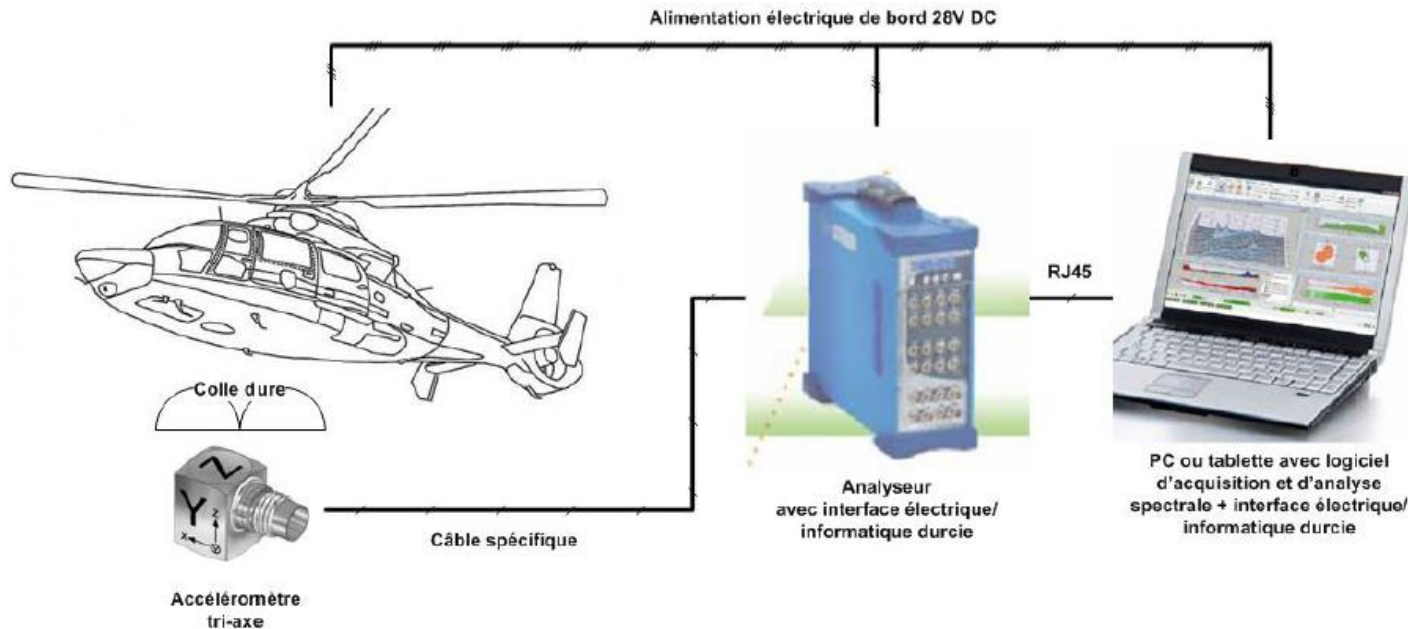 Alimentation électrique de bord 28V DC
RJ45
Colle dure
Z
Y
Z
X
Câble spécifique
Accéléromètre
tri-axe
Analyseur
avec interface électrique/
informatique durcie
PC ou tablette avec logiciel
d'acquisition et d'analyse
spectrale + interface électrique/
informatique durcie